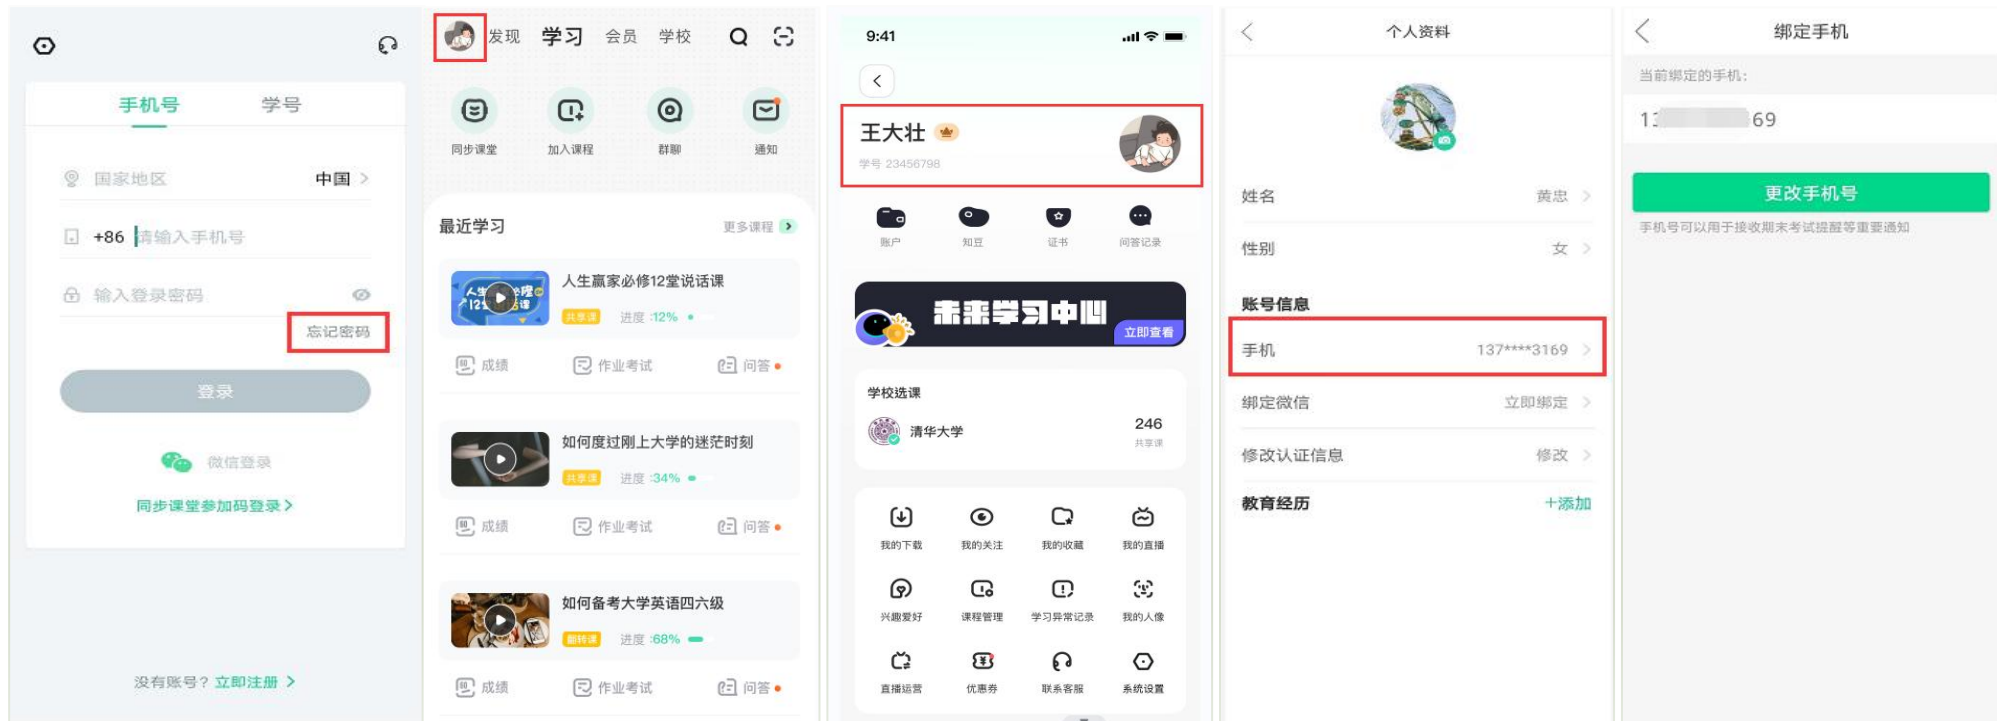 手机号 学号
国家地区 中国
+86 请输入手机号
输入登录密码
忘记密码
登录
微信登录
同步课堂参加码登录
没有账号？立即注册
发现 学习 会员 学校
同步课堂 加入课程 群聊 通知
最近学习 更多课程
人生赢家必修12堂说话课
共享课 进度 :12%
成绩 作业考试 问答
如何度过刚上大学的迷茫时刻
共享课 进度 :34%
成绩 作业考试 问答
如何备考大学英语四六级
翻转课 进度 :68%
成绩 作业考试 问答
9:41
王大壮
学号 23456798
账户 知豆 证书 问答记录
未来学习中心
立即查看
学校选课
清华大学 246
共享课
我的下载 我的关注 我的收藏 我的直播
兴趣爱好 课程管理 学习异常记录 我的人像
直播运营 优惠券 联系客服 系统设置
个人资料
姓名 黄忠
性别 女
账号信息
手机 137****3169
绑定微信 立即绑定
修改认证信息 修改
教育经历 +添加
绑定手机
当前绑定的手机:
13 69
更改手机号
手机号可以用于接收期末考试提醒等重要通知